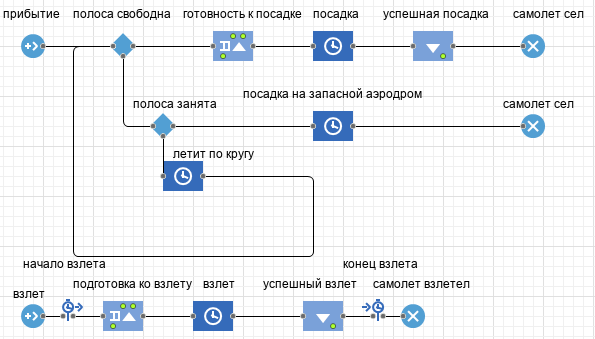 прибытие
полоса свободна
готовность к посадке
посадка
успешная посадка
самолет сел
посадка на запасной аэродром
полоса занята
самолет сел
летит по кругу
начало взлета
конец взлета
подготовка ко взлету
взлет
успешный взлет
самолет взлетел
взлет